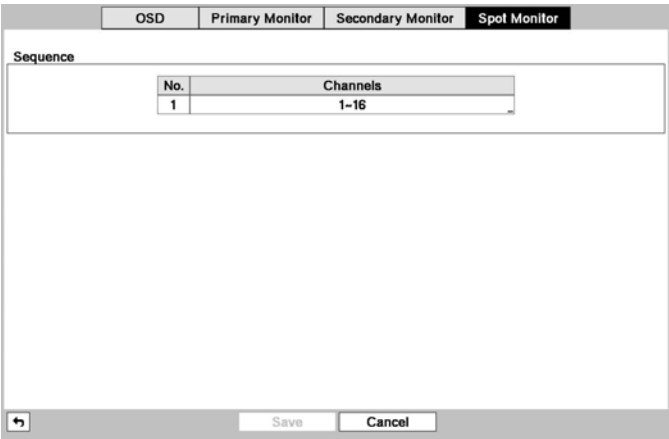 OSD Primary Monitor Secondary Monitor Spot Monitor
Sequence
No. Channels
1 1~16
Save Cancel